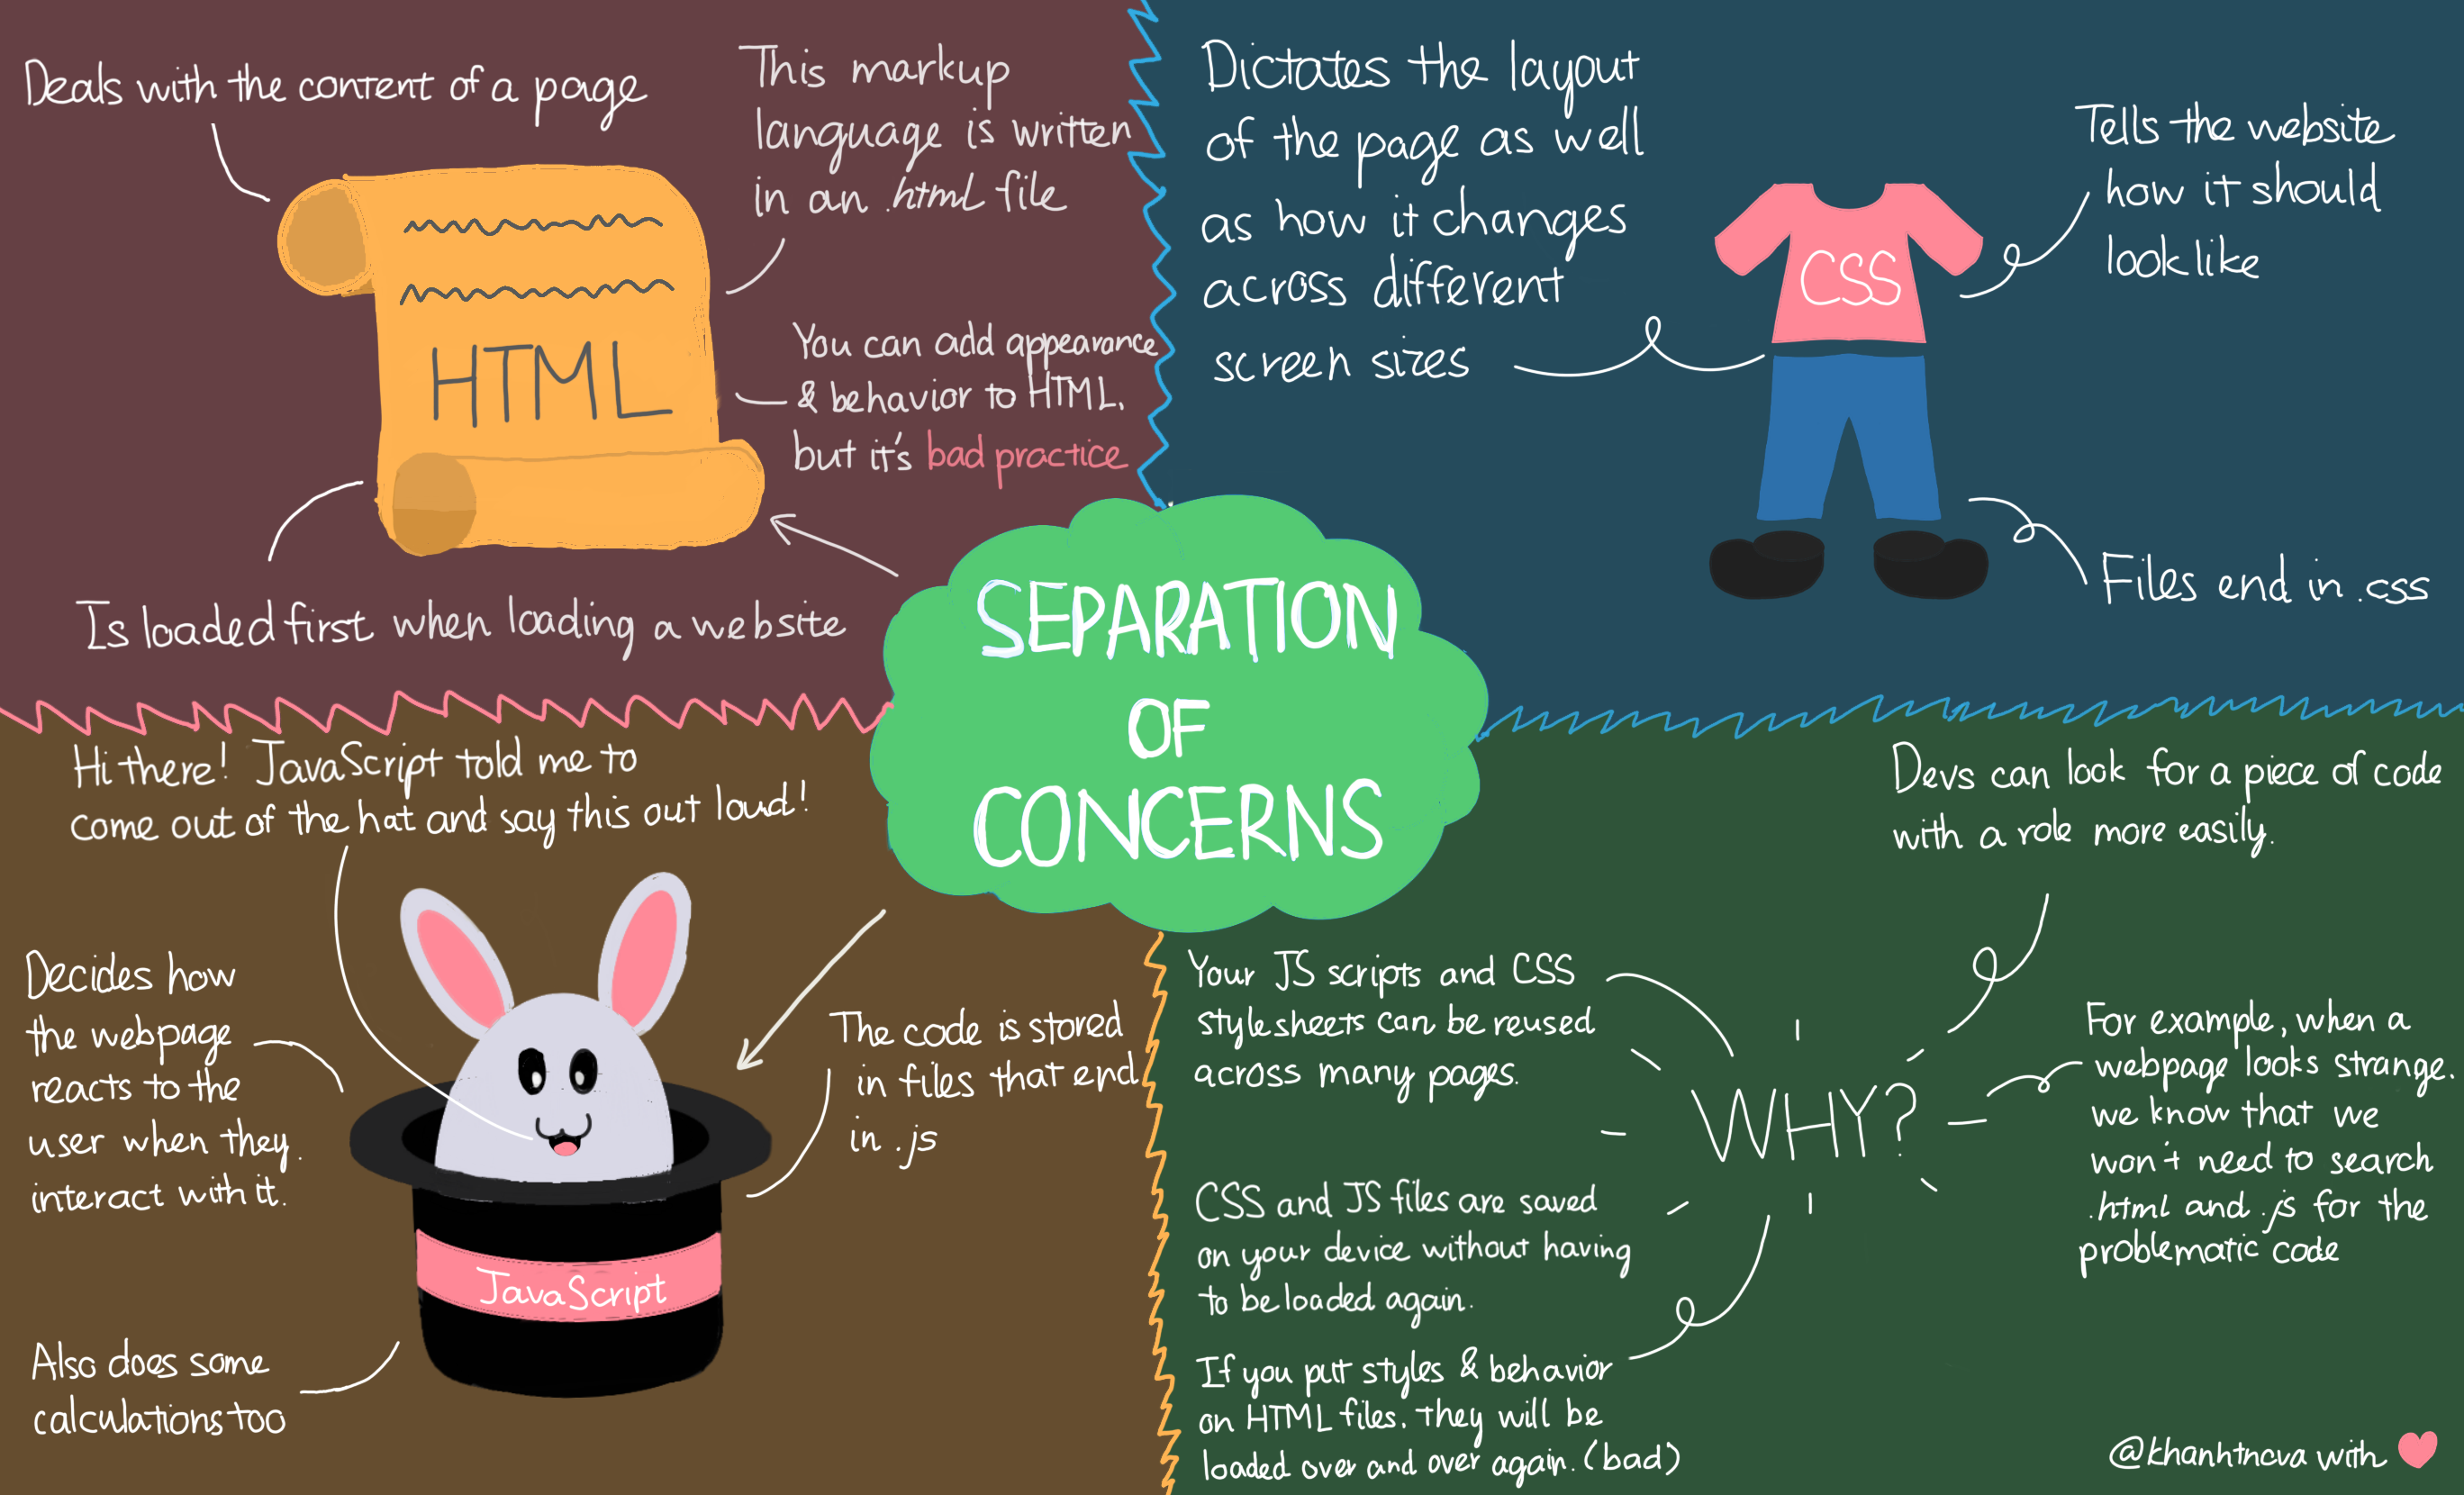 Deals with the content of a page
This markup
language is written
in an .html file
HTML
You can add appearance
& behavior to HTML,
but it's bad practice
Is loaded first when loading a website
Dictates the layout
of the page as well
as how it changes
across different
screen sizes
CSS
Tells the website
how it should
look like
Files end in .css
SEPARATION
OF
CONCERNS
Hi there! JavaScript told me to
come out of the hat and say this out loud!
Decides how
the webpage
reacts to the
user when they
interact with it.
The code is stored
in files that end
in .js
JavaScript
Also does some
calculations too
Devs can look for a piece of code
with a role more easily.
Your JS scripts and CSS
stylesheets can be reused
across many pages.
WHY?
For example, when a
webpage looks strange.
we know that we
won't need to search
.html and .js for the
problematic code
CSS and JS files are saved
on your device without having
to be loaded again.
If you put styles & behavior
on HTML files, they will be
loaded over and over again. (bad)
@khanhtncva with